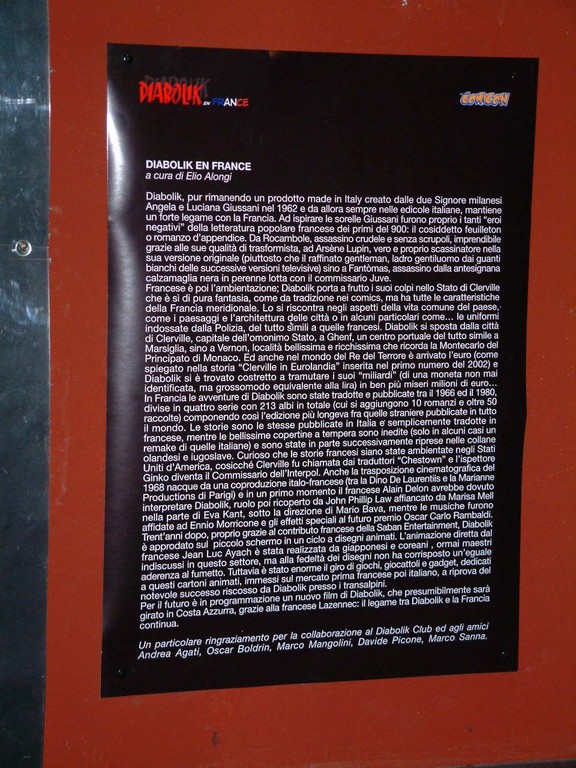 DIABOLIK EN FRANCE
COMICON
DIABOLIK EN FRANCE
a cura di Elio Alongi
Diabolik, pur rimanendo un prodotto made in Italy creato dalle due Signore milanesi
Angela e Luciana Giussani nel 1962 e da allora sempre nelle edicole italiane, mantiene
un forte legame con la Francia. Ad ispirare le sorelle Giussani furono proprio i tanti “eroi
negativi” della letteratura popolare francese dei primi del 900: il cosiddetto feuilleton
o romanzo d'appendice. Da Rocambole, assassino crudele e senza scrupoli, imprendibile
grazie alle sue qualità di trasformista, ad Arsène Lupin, vero e proprio scassinatore nella
sua versione originale (piuttosto che il raffinato gentleman, ladro gentiluomo dai guanti
bianchi delle successive versioni televisive) sino a Fantômas, assassino dalla antesignana
calzamaglia nera in perenne lotta con il commissario Juve.
Francese è poi l'ambientazione; Diabolik porta a frutto i suoi colpi nello Stato di Clerville
che è sì di pura fantasia, come da tradizione nei comics, ma ha tutte le caratteristiche
della Francia meridionale. Lo si riscontra negli aspetti della vita comune del paese,
come i paesaggi e l'architettura delle città o in alcuni particolari come... le uniformi
indossate dalla Polizia, del tutto simili a quelle francesi. Diabolik si sposta dalla città
di Clerville, capitale dell'omonimo Stato, a Ghenf, un centro portuale del tutto simile a
Marsiglia, sino a Vernon, località bellissima e ricchissima che ricorda la Montecarlo del
Principato di Monaco. Ed anche nel mondo del Re del Terrore è arrivato l'euro (come
spiegato nella storia “Clerville in Eurolandia” inserita nel primo numero del 2002) e
Diabolik si è trovato costretto a tramutare i suoi “miliardi” (di una moneta non mai
identificata, ma grossomodo equivalente alla lira) in ben più miseri milioni di euro...
In Francia le avventure di Diabolik sono state tradotte e pubblicate tra il 1966 ed il 1980,
divise in quattro serie con 213 albi in totale (cui si aggiungono 10 romanzi e oltre 50
raccolte) componendo così l'edizione più longeva fra quelle straniere pubblicate in tutto
il mondo. Le storie sono le stesse pubblicate in Italia e semplicemente tradotte in
francese, mentre le bellissime copertine a tempera sono inedite (solo in alcuni casi un
remake di quelle italiane) e sono state in parte successivamente riprese nelle collane
olandesi e iugoslave. Curioso che le storie francesi siano state ambientate negli Stati
Uniti d'America, cosicché Clerville fu chiamata dai traduttori “Chestown” e l'ispettore
Ginko diventa il Commissario dell'Interpol. Anche la trasposizione cinematografica del
1968 nacque da una coproduzione italo-francese (tra la Dino De Laurentiis e la Marianne
Productions di Parigi) e in un primo momento il francese Alain Delon avrebbe dovuto
interpretare Diabolik, ruolo poi ricoperto da John Phillip Law affiancato da Marisa Mell
nella parte di Eva Kant, sotto la direzione di Mario Bava, mentre le musiche furono
affidate ad Ennio Morricone e gli effetti speciali al futuro premio Oscar Carlo Rambaldi.
Trent'anni dopo, proprio grazie al contributo francese della Saban Entertainment, Diabolik
è approdato sul piccolo schermo in un ciclo a disegni animati. L'animazione diretta dal
francese Jean Luc Ayach è stata realizzata da giapponesi e coreani, ormai maestri
indiscussi in questo settore, ma alla fedeltà dei disegni non ha corrisposto un'eguale
aderenza al fumetto. Tuttavia è stato enorme il giro di giochi, giocattoli e gadget, dedicati
a questi cartoni animati, immessi sul mercato prima francese poi italiano, a riprova del
notevole successo riscosso da Diabolik presso i transalpini.
Per il futuro è in programmazione un nuovo film di Diabolik, che presumibilmente sarà
girato in Costa Azzurra, grazie alla francese Lazennec: il legame tra Diabolik e la Francia
continua.
Un particolare ringraziamento per la collaborazione al Diabolik Club ed agli amici
Andrea Agati, Oscar Boldrin, Marco Mangolini, Davide Picone, Marco Sanna.